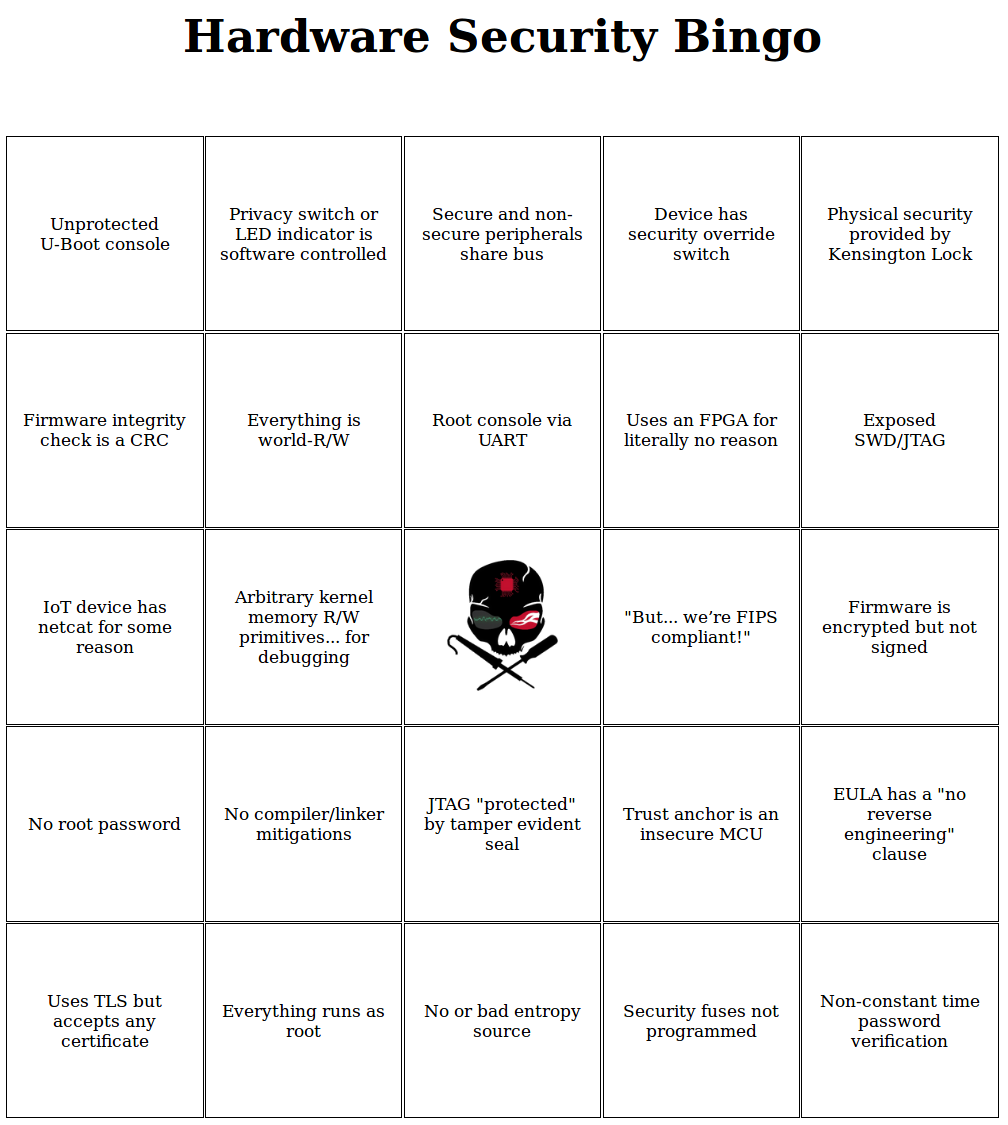 Hardware Security Bingo
Unprotected
U-Boot console
Privacy switch or
LED indicator is
software controlled
Secure and non-
secure peripherals
share bus
Device has
security override
switch
Physical security
provided by
Kensington Lock
Firmware integrity
check is a CRC
Everything is
world-R/W
Root console via
UART
Uses an FPGA for
literally no reason
Exposed
SWD/JTAG
IoT device has
netcat for some
reason
Arbitrary kernel
memory R/W
primitives... for
debugging
"But... we’re FIPS
compliant!"
Firmware is
encrypted but not
signed
No root password
No compiler/linker
mitigations
JTAG "protected"
by tamper evident
seal
Trust anchor is an
insecure MCU
EULA has a "no
reverse
engineering"
clause
Uses TLS but
accepts any
certificate
Everything runs as
root
No or bad entropy
source
Security fuses not
programmed
Non-constant time
password
verification